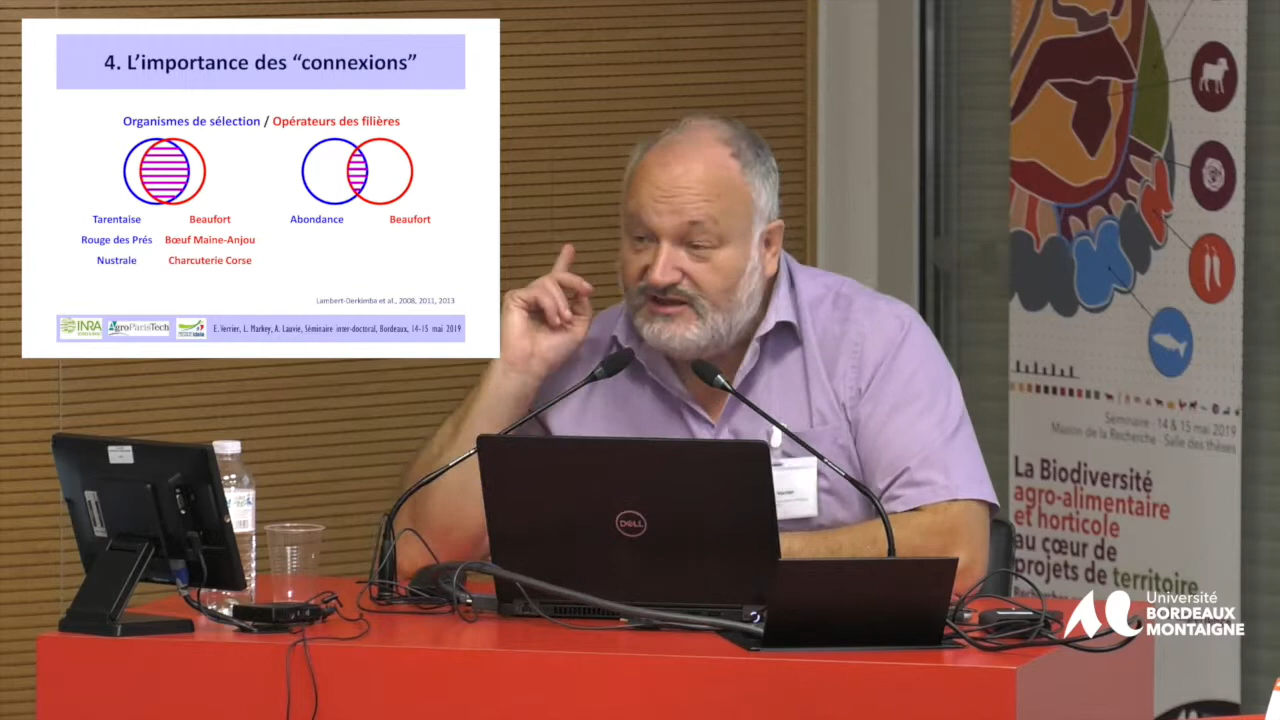 4. L'importance des "connexions"
Organismes de sélection / Opérateurs des filières
Tarentaise Beaufort
Rouge des Prés Bœuf Maine-Anjou
Nustrale Charcuterie Corse
Abondance Beaufort
Lambert-Derkimba et al., 2008, 2011, 2013
INRA
AgroParisTech
E. Verrier, L. Markey, A. Lauvie, Séminaire inter-doctoral, Bordeaux, 14-15 mai 2019
DELL
Séminaire - 14 & 15 mai 2019
Maison de la Recherche - Salle des thèses
La Biodiversité
agro-alimentaire
et horticole
au cœur de
projets de territoire
Université
BORDEAUX
MONTAIGNE